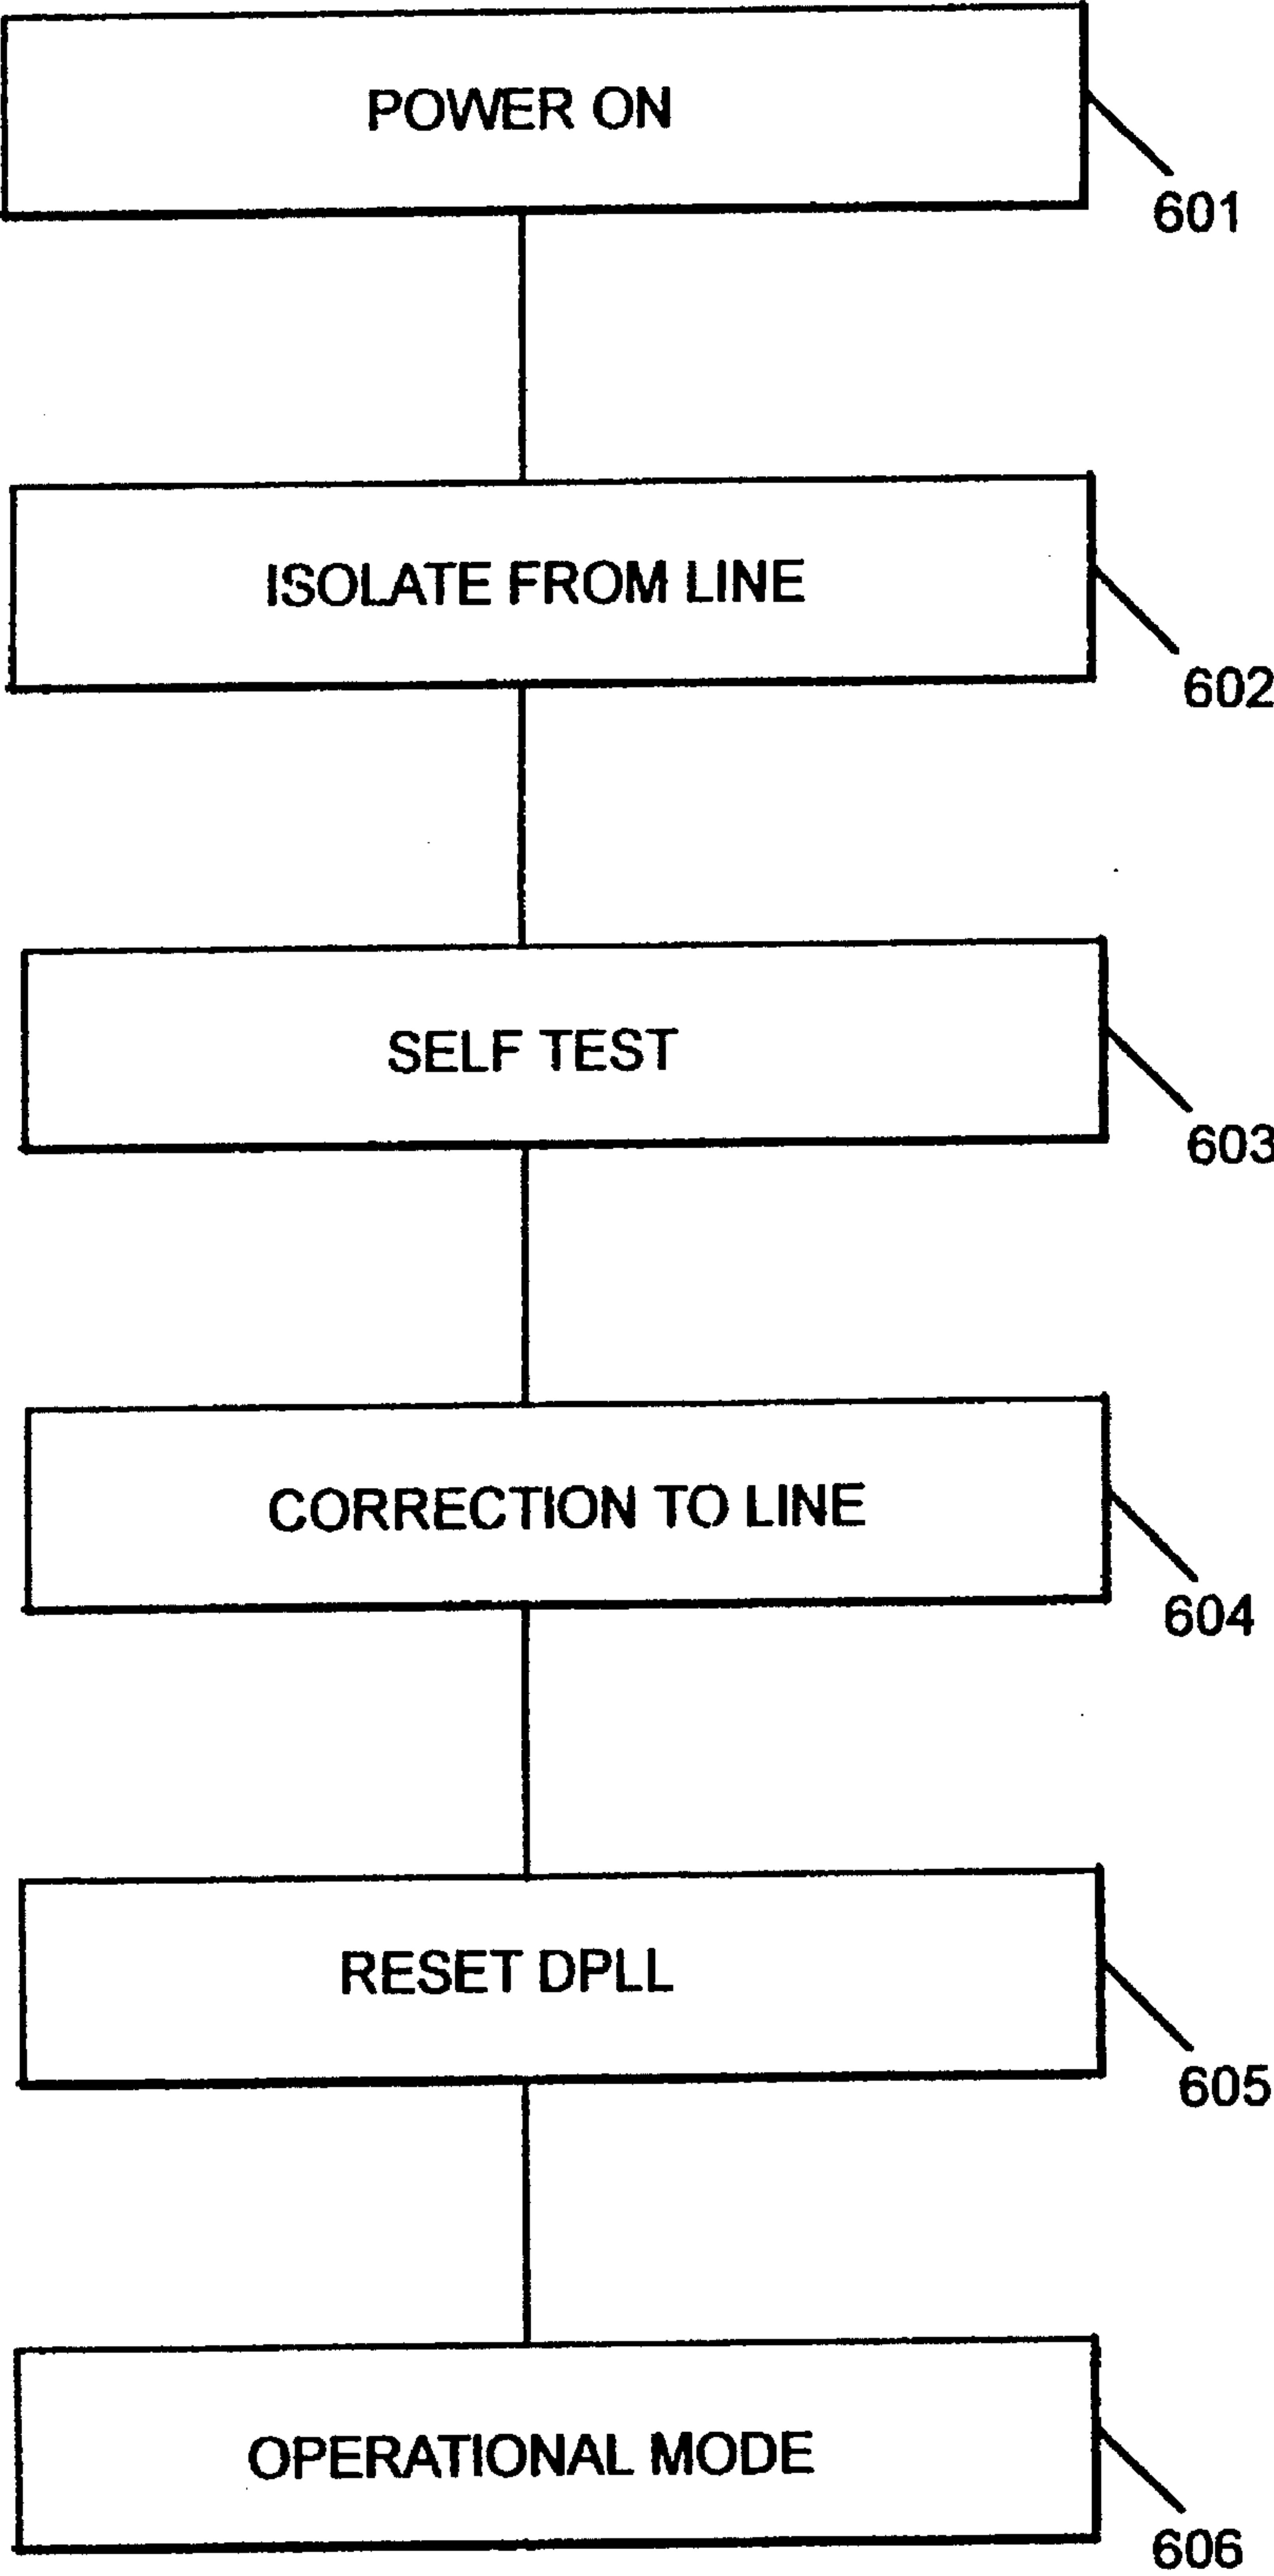 POWER ON
601
ISOLATE FROM LINE
602
SELF TEST
603
CORRECTION TO LINE
604
RESET DPLL
605
OPERATIONAL MODE
606